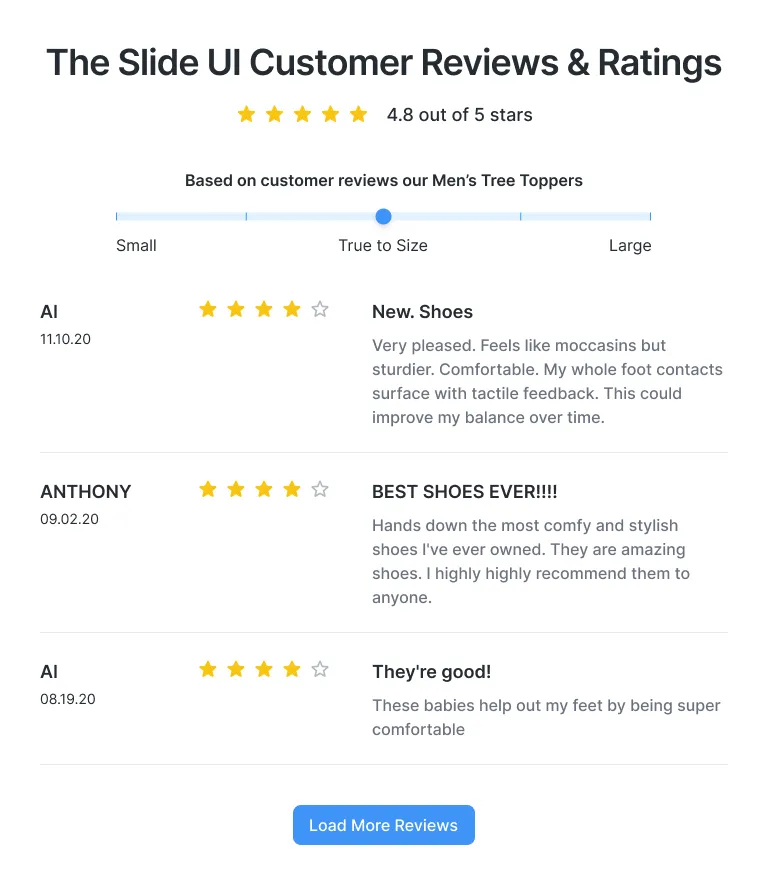 The Slide UI Customer Reviews & Ratings
4.8 out of 5 stars
Based on customer reviews our Men’s Tree Toppers
Small
True to Size
Large
Al
11.10.20
New. Shoes
Very pleased. Feels like moccasins but
sturdier. Comfortable. My whole foot contacts
surface with tactile feedback. This could
improve my balance over time.
ANTHONY
09.02.20
BEST SHOES EVER!!!!
Hands down the most comfy and stylish
shoes I've ever owned. They are amazing
shoes. I highly highly recommend them to
anyone.
Al
08.19.20
They're good!
These babies help out my feet by being super
comfortable
Load More Reviews